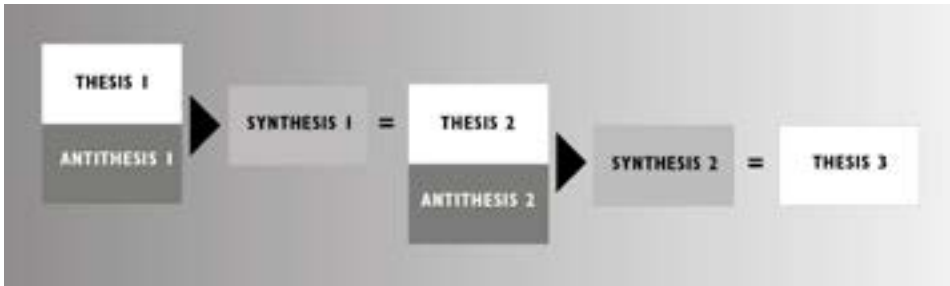 THESIS 1
ANTITHESIS 1
SYNTHESIS 1
=
THESIS 2
ANTITHESIS 2
SYNTHESIS 2
=
THESIS 3